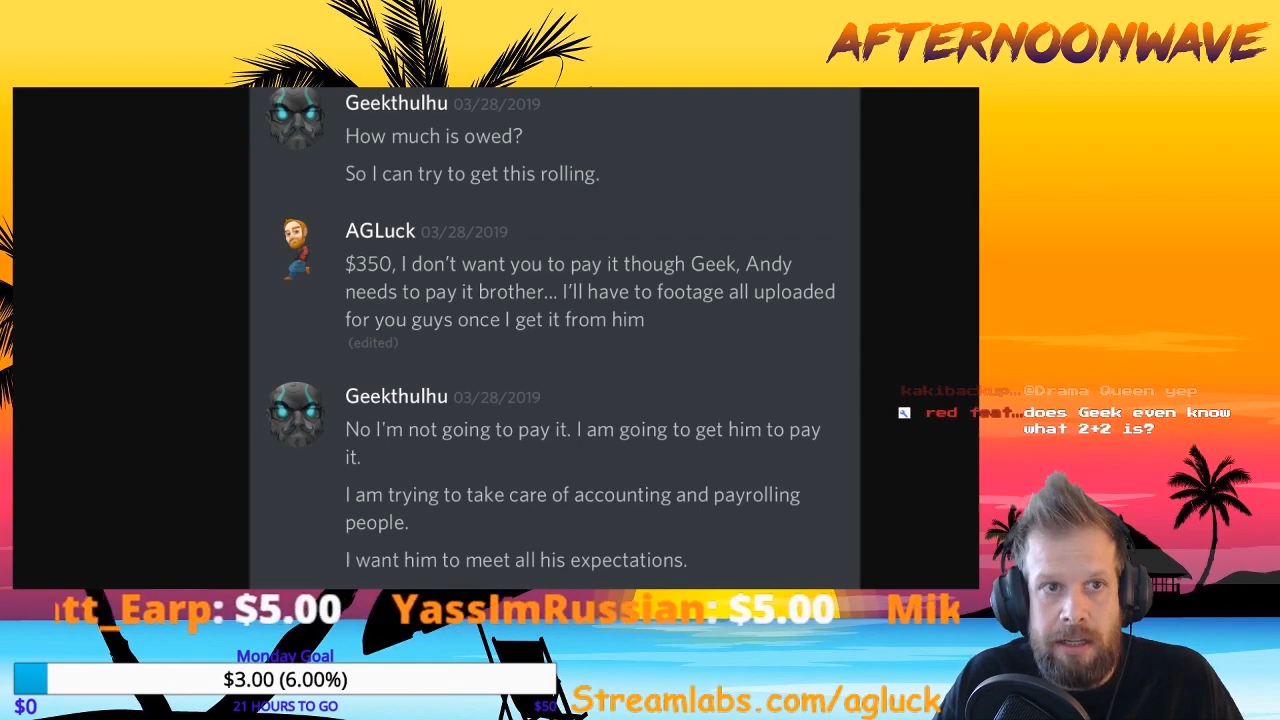 AFTERNOONWAVE
Geekthulhu 03/28/2019
How much is owed?
So I can try to get this rolling.
AGLuck 03/28/2019
$350, I don't want you to pay it though Geek, Andy
needs to pay it brother... I'll have to footage all uploaded
for you guys once I get it from him
(edited)
Geekthulhu 03/28/2019
No I'm not going to pay it. I am going to get him to pay
it.
I am trying to take care of accounting and payrolling
people.
I want him to meet all his expectations.
kakibackup... @Drama Queen yep
red feat... does Geek even know
what 2+2 is?
tt_Earp: $5.00 YassImRussian: $5.00 Mik
Monday Goal
$3.00 (6.00%)
$0 21 HOURS TO GO $50
Streamlabs.com/agluck